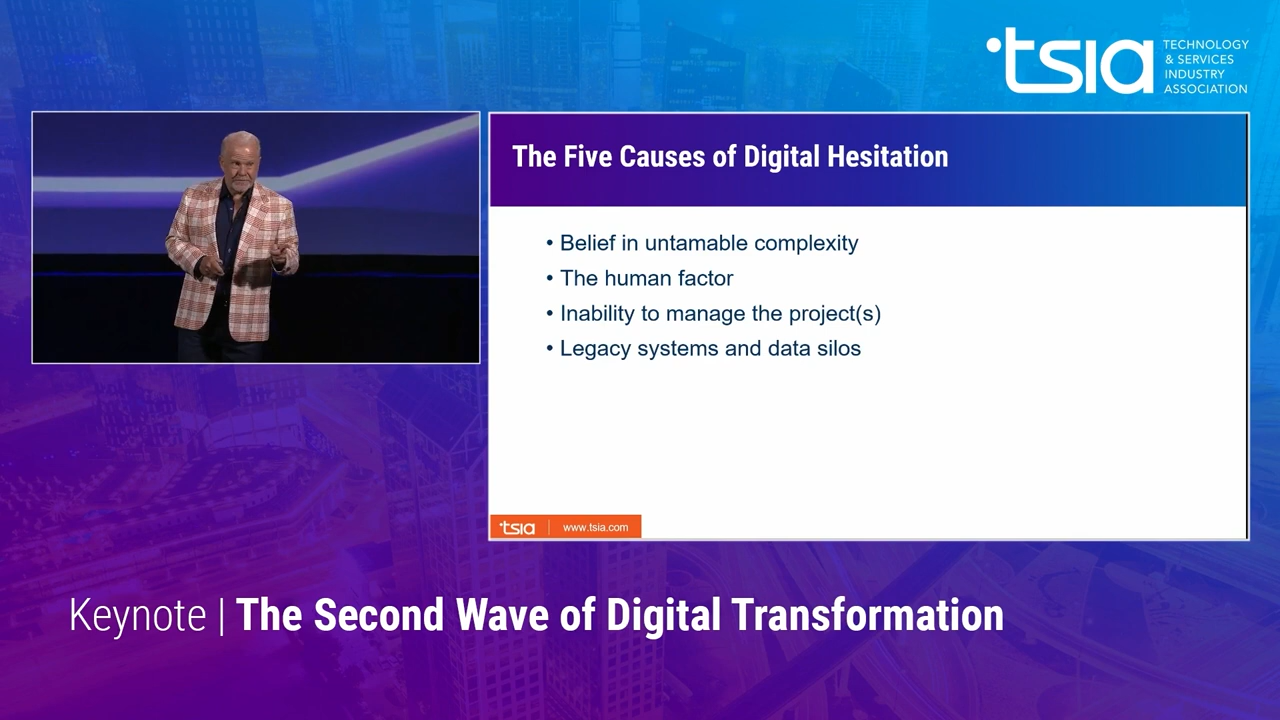 tsia
TECHNOLOGY
& SERVICES
INDUSTRY
ASSOCIATION
The Five Causes of Digital Hesitation
• Belief in untamable complexity
• The human factor
• Inability to manage the project(s)
• Legacy systems and data silos
tsia | www.tsia.com
Keynote | The Second Wave of Digital Transformation